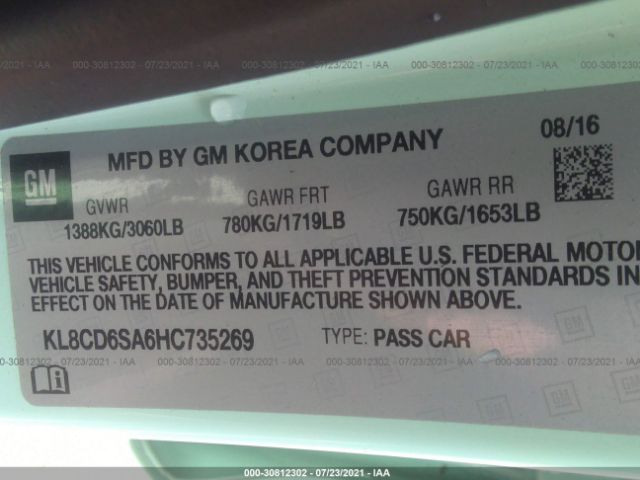 000-30812302 - 07/23/2021 - IAA
GM
MFD BY GM KOREA COMPANY
08/16
GVWR
GAWR FRT
GAWR RR
1388KG/3060LB
780KG/1719LB
750KG/1653LB
THIS VEHICLE CONFORMS TO ALL APPLICABLE U.S. FEDERAL MOTO
VEHICLE SAFETY, BUMPER, AND THEFT PREVENTION STANDARDS IN
EFFECT ON THE DATE OF MANUFACTURE SHOWN ABOVE.
KL8CD6SA6HC735269
TYPE: PASS CAR
000-30812302 - 07/23/2021 - IAA